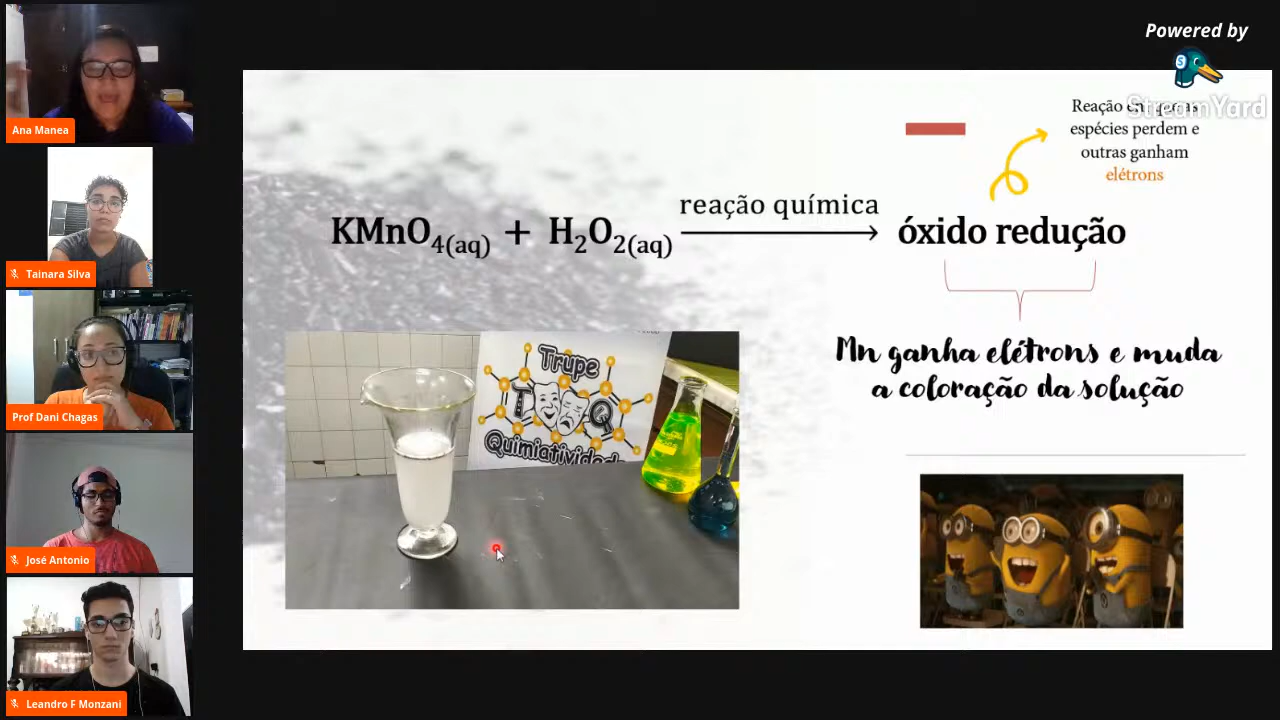 Powered by
StreamYard
Ana Manea
Tainara Silva
Prof Dani Chagas
José Antonio
Leandro F Monzani
Reação em que as
espécies perdem e
outras ganham
elétrons
KMnO4(aq) + H2O2(aq) reação química óxido redução
Mn ganha elétrons e muda
a coloração da solução
Trupe
T Q
Quimiatividad